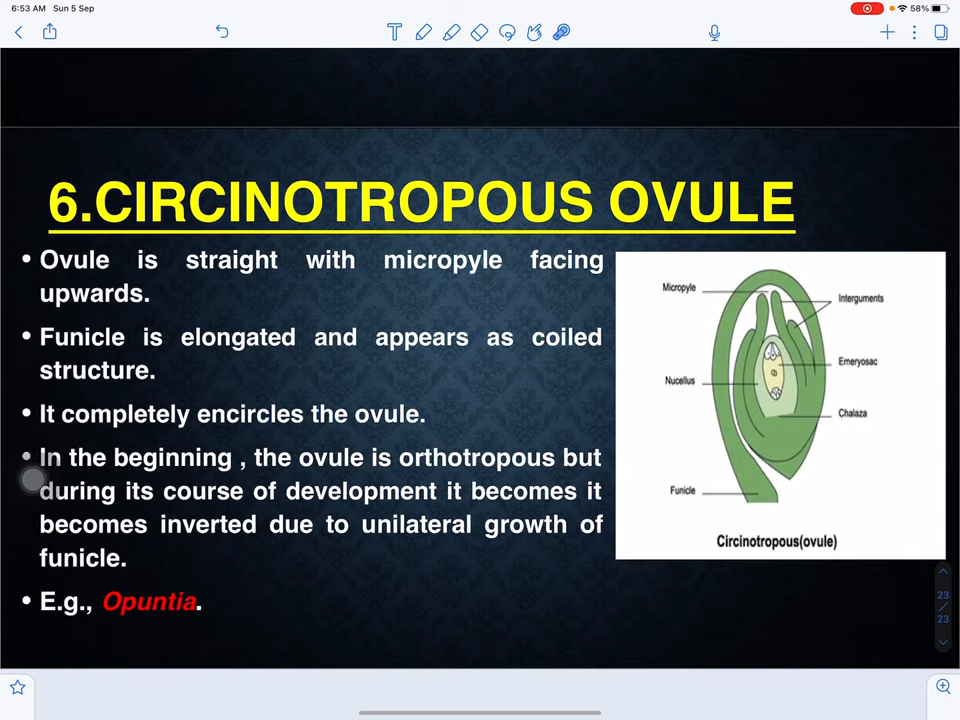 6:53 AM Sun 5 Sep
58%
6.CIRCINOTROPOUS OVULE
• Ovule is straight with micropyle facing
upwards.
• Funicle is elongated and appears as coiled
structure.
• It completely encircles the ovule.
• In the beginning , the ovule is orthotropous but
during its course of development it becomes it
becomes inverted due to unilateral growth of
funicle.
• E.g., Opuntia.
Micropyle
Interguments
Emeryosac
Nucellus
Chalaza
Funicle
Circinotropous(ovule)
23
/
23